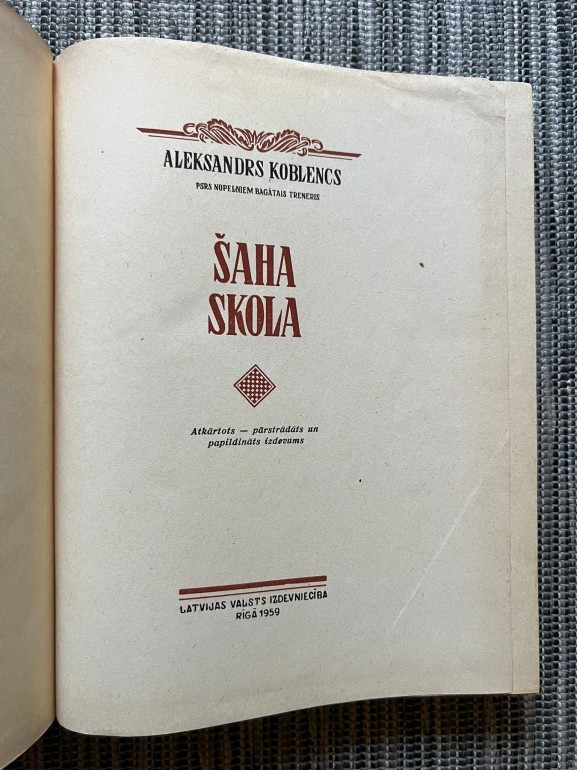 ALEKSANDRS KOBLENCS
PSRS NOPELNIEM BAGĀTAIS TRENERIS
ŠAHA
SKOLA
Atkārtots — pārstrādāts un
papildināts izdevums
LATVIJAS VALSTS IZDEVNIECĪBA
RĪGĀ 1959